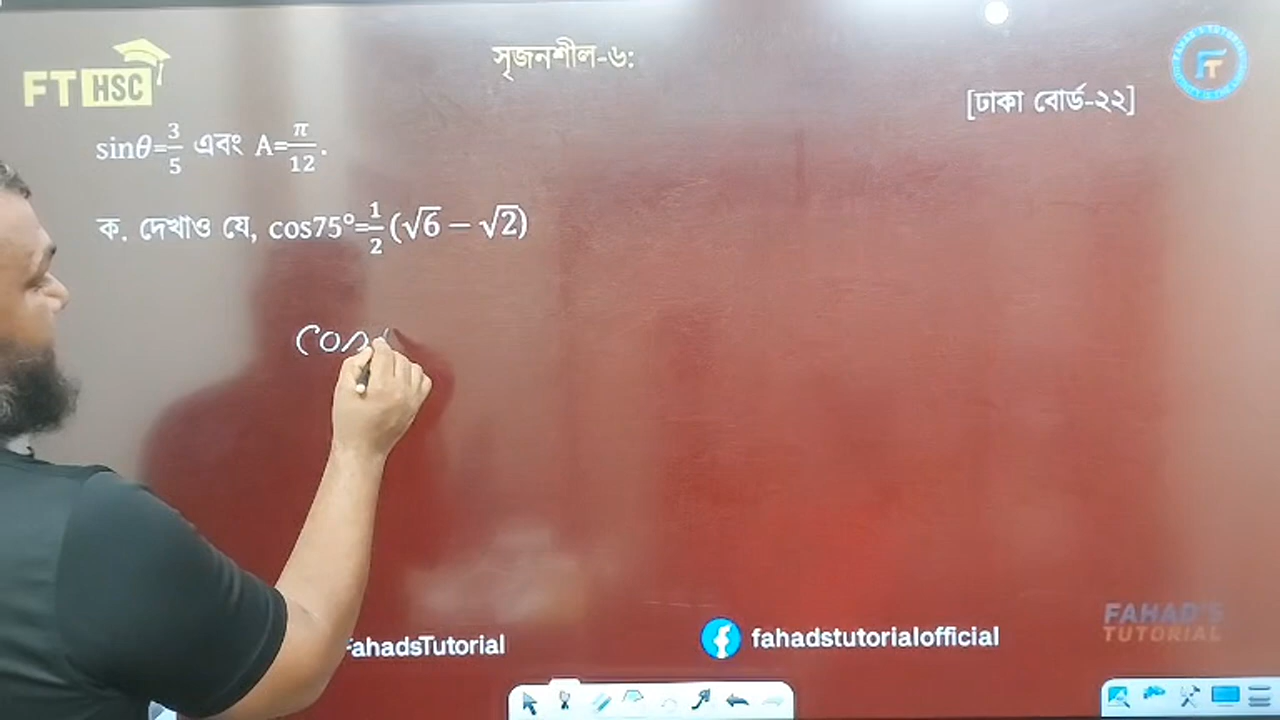 সৃজনশীল-৬:
FT HSC
[ঢাকা বোর্ড-২২]
sinθ=3/5 এবং A=π/12.
ক. দেখাও যে, cos75°=1/2(√6 − √2)
cos
FahadsTutorial
fahadstutorialofficial
FAHAD'S
TUTORIAL